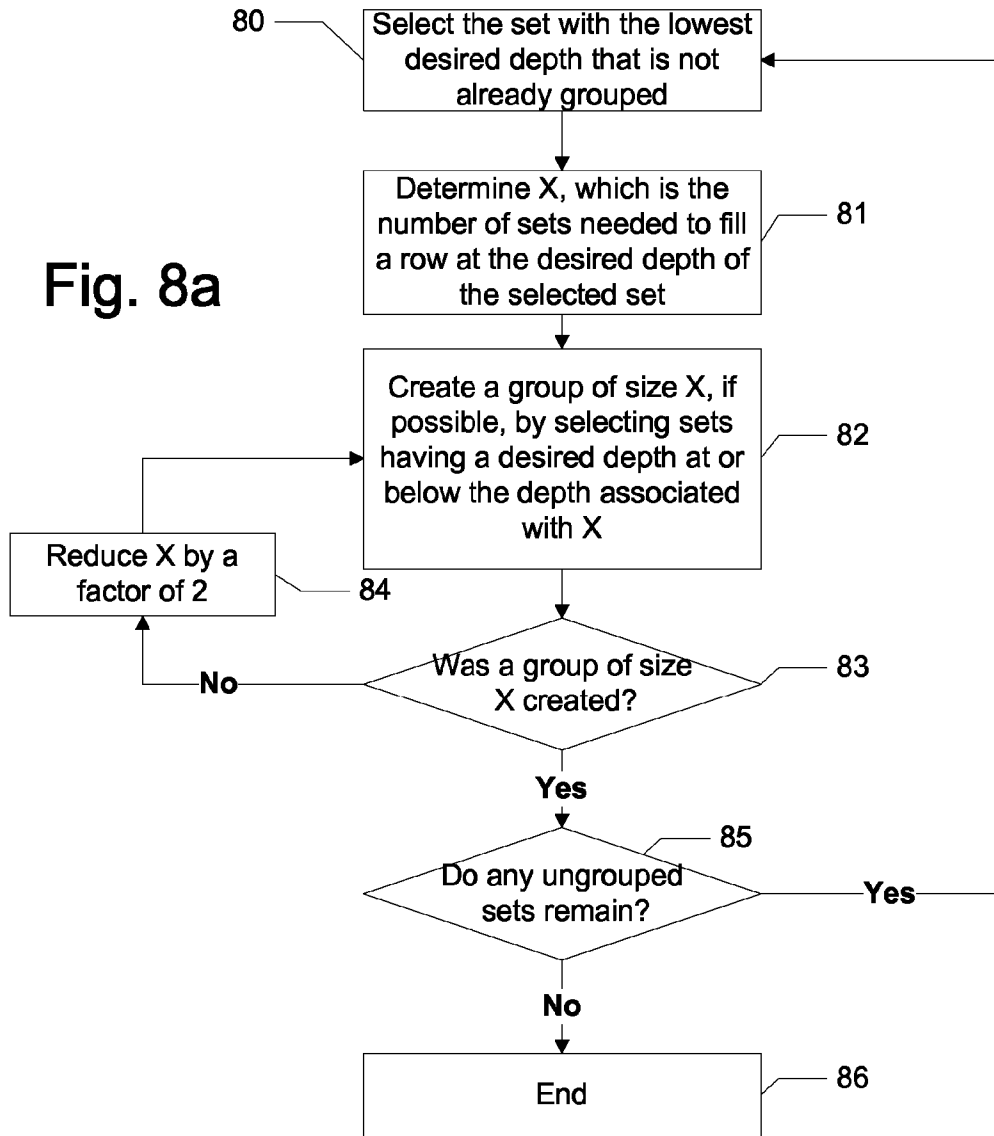 80
Select the set with the lowest
desired depth that is not
already grouped
Determine X, which is the
number of sets needed to fill
a row at the desired depth of
the selected set
81
Fig. 8a
Create a group of size X, if
possible, by selecting sets
having a desired depth at or
below the depth associated
with X
82
Reduce X by a
factor of 2
84
Was a group of size
X created?
83
No
Yes
85
Do any ungrouped
sets remain?
Yes
No
End
86